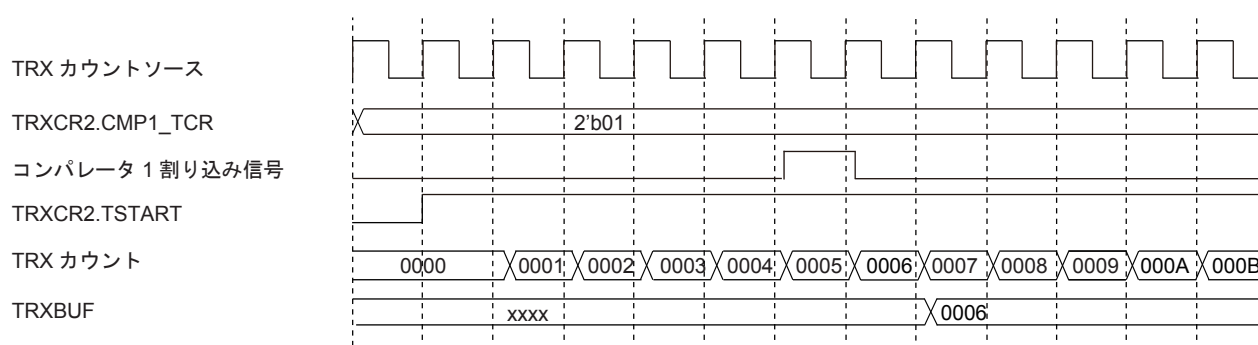 TRX カウントソース
TRXCR2.CMP1_TCR 2'b01
コンパレータ 1 割り込み信号
TRXCR2.TSTART
TRX カウント 0000 0001 0002 0003 0004 0005 0006 0007 0008 0009 000A 000B
TRXBUF xxxx 0006